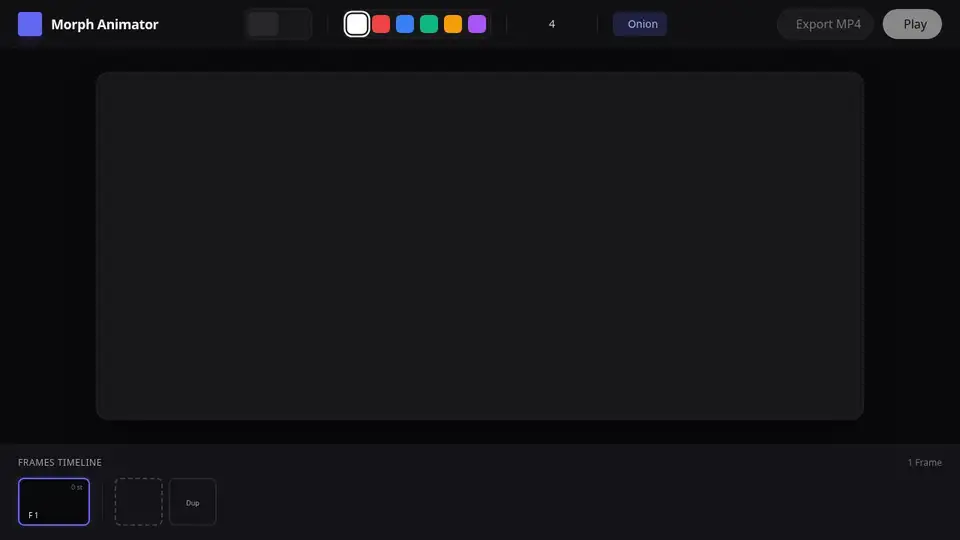 Morph Animator
4
Onion
Export MP4
Play
FRAMES TIMELINE
1 Frame
0 st
F 1
Dup